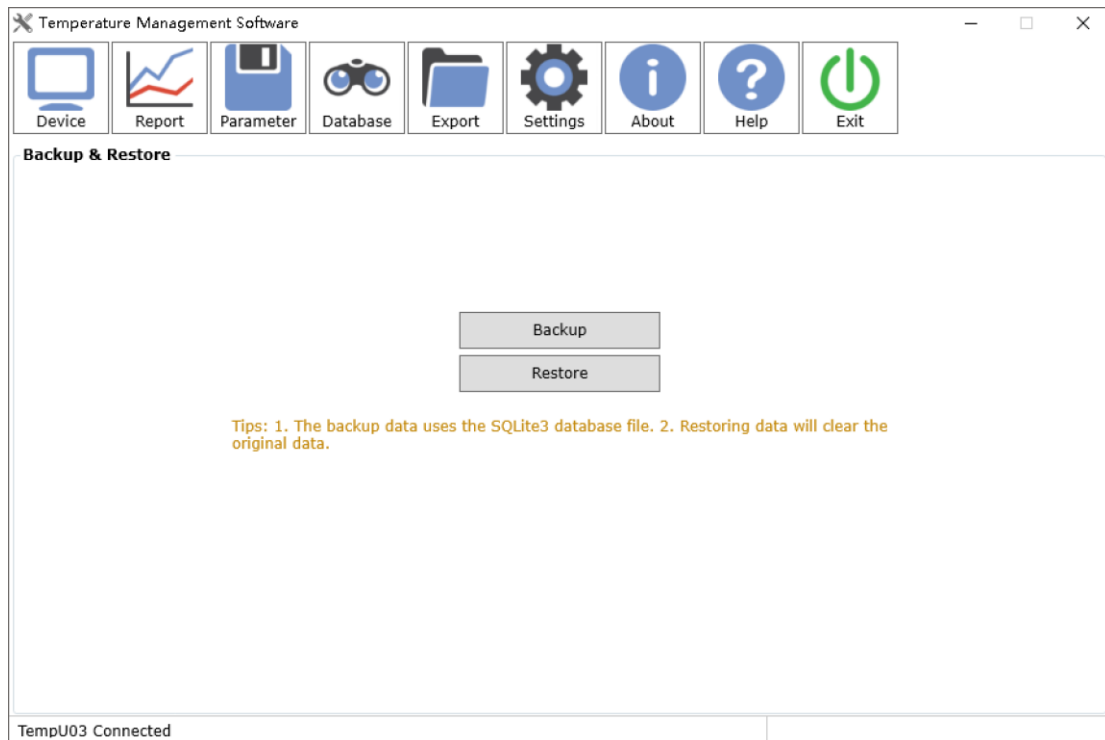 Temperature Management Software
Device
Report
Parameter
Database
Export
Settings
About
Help
Exit
Backup & Restore
Backup
Restore
Tips: 1. The backup data uses the SQLite3 database file. 2. Restoring data will clear the
original data.
TempU03 Connected